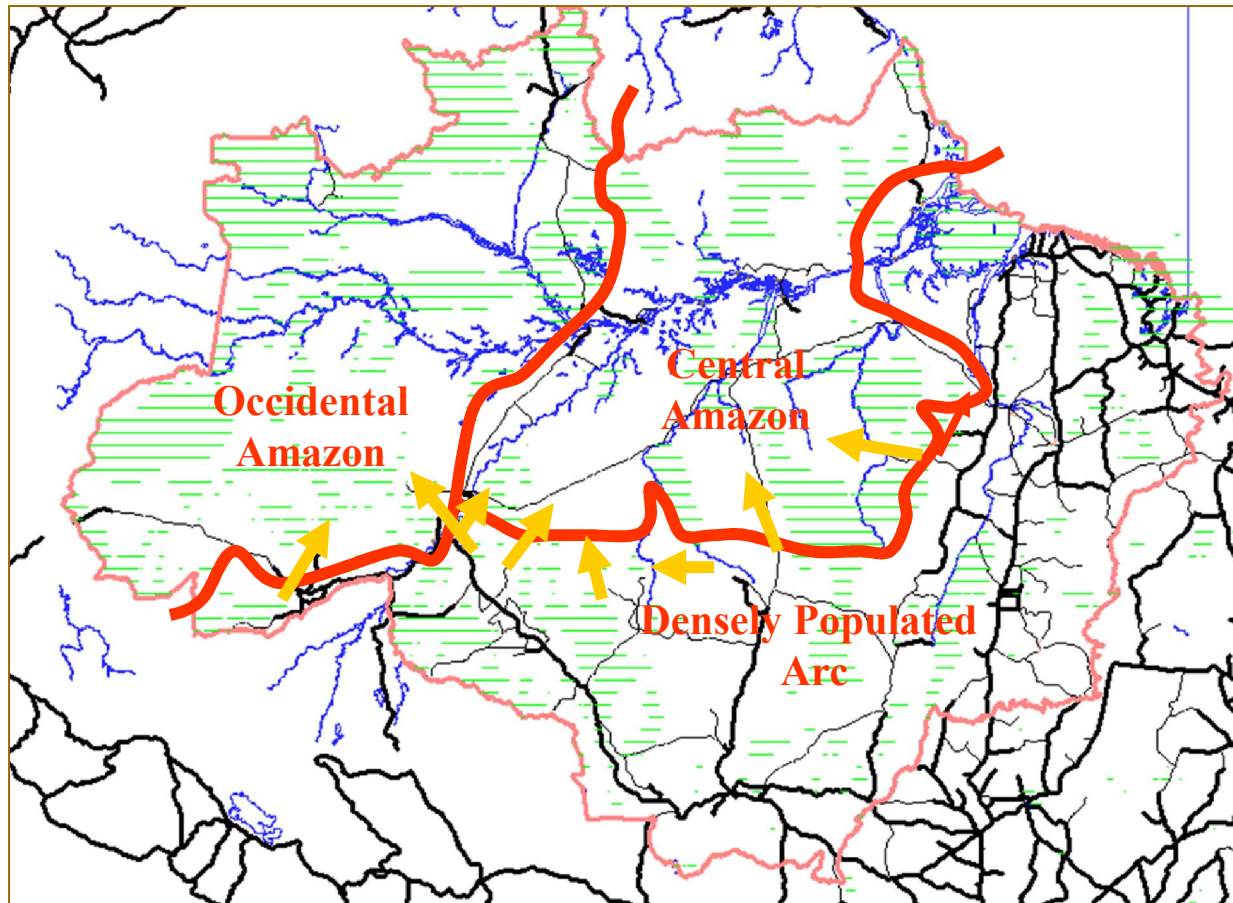 Occidental
Amazon
Central
Amazon
Densely Populated
Arc